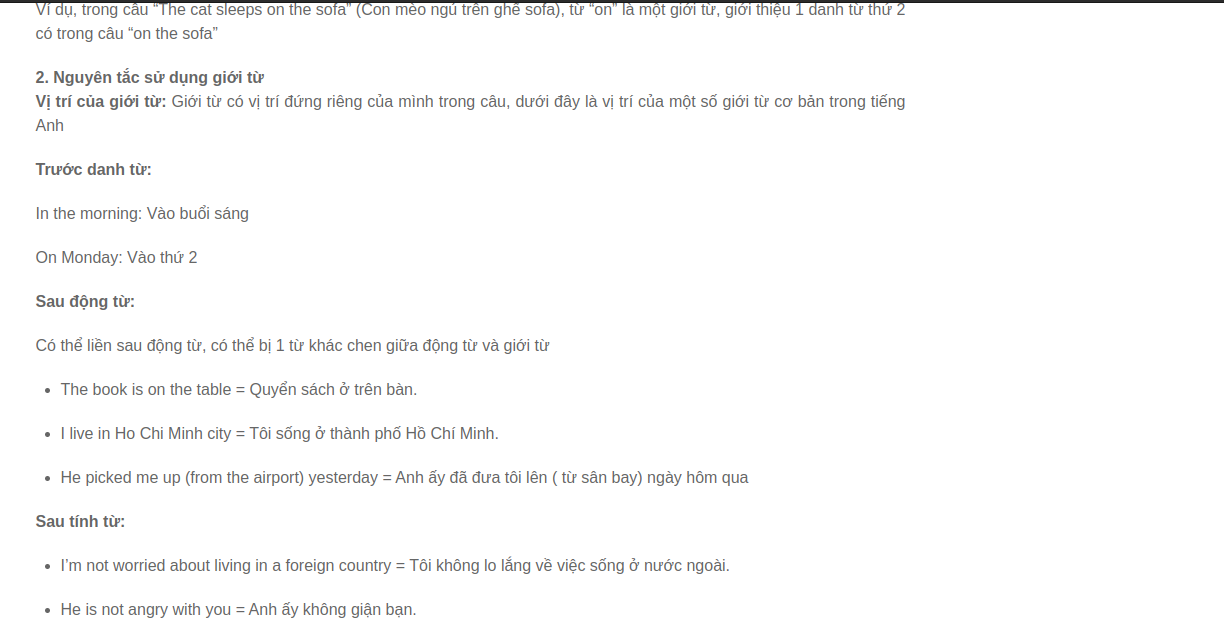 Ví dụ, trong câu “The cat sleeps on the sofa” (Con mèo ngủ trên ghế sofa), từ “on” là một giới từ, giới thiệu 1 danh từ thứ 2
có trong câu “on the sofa”
2. Nguyên tắc sử dụng giới từ
Vị trí của giới từ: Giới từ có vị trí đứng riêng của mình trong câu, dưới đây là vị trí của một số giới từ cơ bản trong tiếng
Anh
Trước danh từ:
In the morning: Vào buổi sáng
On Monday: Vào thứ 2
Sau động từ:
Có thể liền sau động từ, có thể bị 1 từ khác chen giữa động từ và giới từ
• The book is on the table = Quyển sách ở trên bàn.
• I live in Ho Chi Minh city = Tôi sống ở thành phố Hồ Chí Minh.
• He picked me up (from the airport) yesterday = Anh ấy đã đưa tôi lên ( từ sân bay) ngày hôm qua
Sau tính từ:
• I’m not worried about living in a foreign country = Tôi không lo lắng về việc sống ở nước ngoài.
• He is not angry with you = Anh ấy không giận bạn.